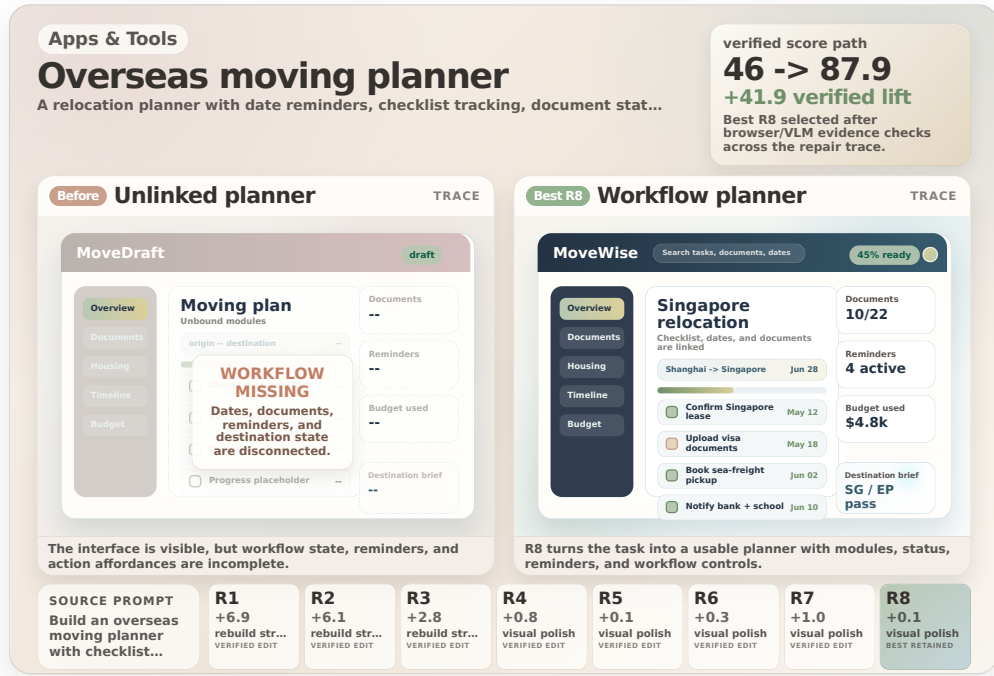 Apps & Tools
Overseas moving planner
A relocation planner with date reminders, checklist tracking, document stat...
verified score path
46 -> 87.9
+41.9 verified lift
Best R8 selected after
browser/VLM evidence checks
across the repair trace.
Before
Unlinked planner
TRACE
MoveDraft
draft
Overview
Documents
Housing
Timeline
Budget
Moving plan
Unbound modules
origin -- destination
--
WORKFLOW
MISSING
Dates, documents,
reminders, and
destination state
are disconnected.
Progress placeholder
--
Documents
--
Reminders
--
Budget used
--
Destination brief
--
The interface is visible, but workflow state, reminders, and
action affordances are incomplete.
Best R8
Workflow planner
TRACE
MoveWise
Search tasks, documents, dates
45% ready
Overview
Documents
Housing
Timeline
Budget
Singapore
relocation
Checklist, dates, and documents
are linked
Shanghai -> Singapore
Jun 28
Confirm Singapore
lease
May 12
Upload visa
documents
May 18
Book sea-freight
pickup
Jun 02
Notify bank + school
Jun 10
Documents
10/22
Reminders
4 active
Budget used
$4.8k
Destination brief
SG / EP
pass
R8 turns the task into a usable planner with modules, status,
reminders, and workflow controls.
SOURCE PROMPT
Build an overseas
moving planner
with checklist...
R1
+6.9
rebuild str...
VERIFIED EDIT
R2
+6.1
rebuild str...
VERIFIED EDIT
R3
+2.8
rebuild str...
VERIFIED EDIT
R4
+0.8
visual polish
VERIFIED EDIT
R5
+0.1
visual polish
VERIFIED EDIT
R6
+0.3
visual polish
VERIFIED EDIT
R7
+1.0
visual polish
VERIFIED EDIT
R8
+0.1
visual polish
BEST RETAINED